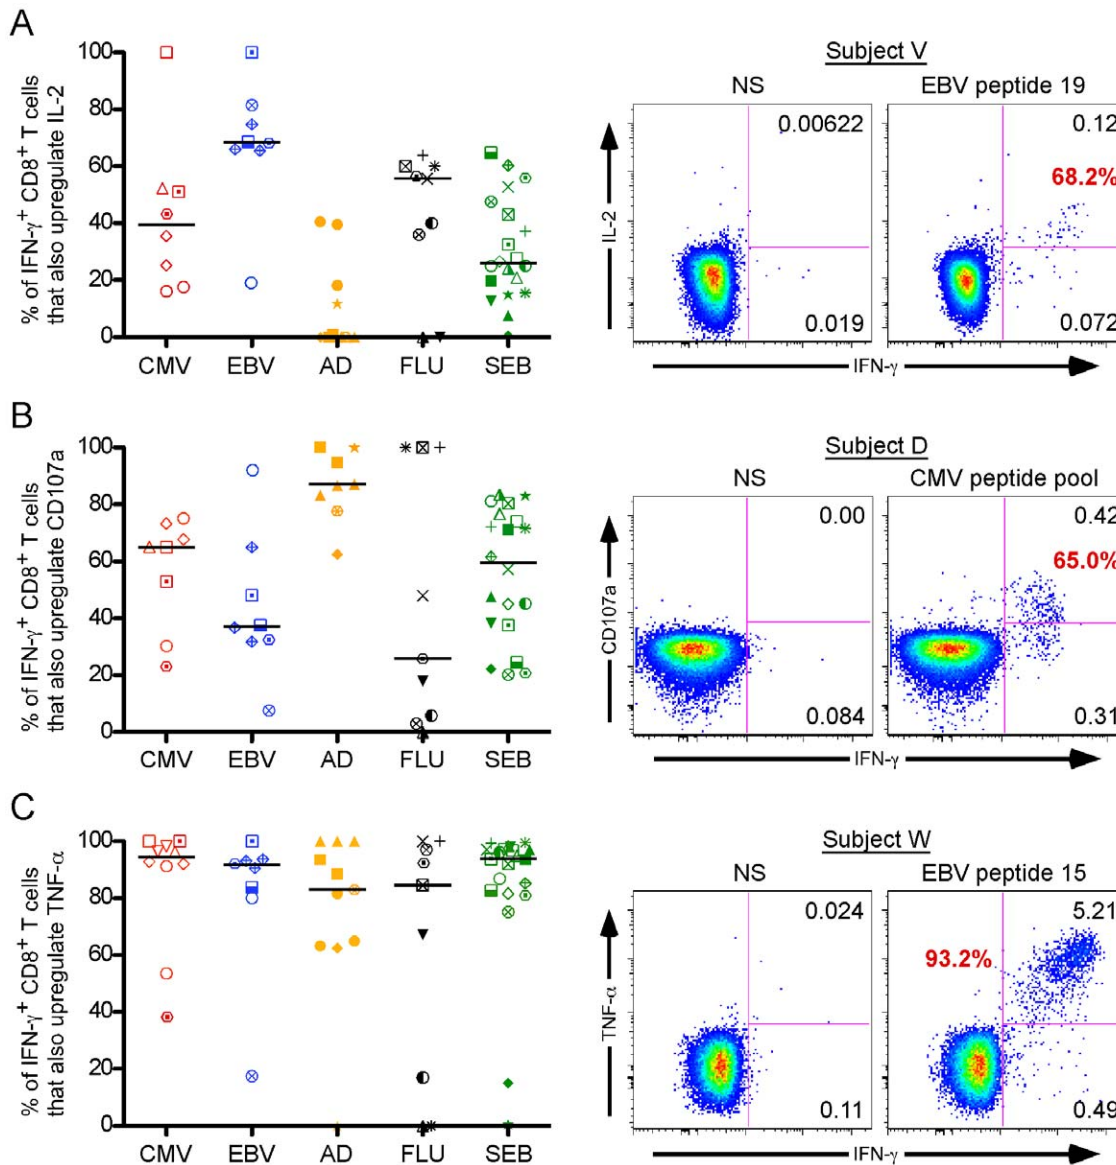 A
% of IFN-γ⁺ CD8⁺ T cells
that also upregulate IL-2
100
80
60
40
20
0
CMV EBV AD FLU SEB
Subject V
NS EBV peptide 19
IL-2
0.00622
0.019
0.12
68.2%
0.072
IFN-γ
B
% of IFN-γ⁺ CD8⁺ T cells
that also upregulate CD107a
100
80
60
40
20
0
CMV EBV AD FLU SEB
Subject D
NS CMV peptide pool
CD107a
0.00
0.084
0.42
65.0%
0.31
IFN-γ
C
% of IFN-γ⁺ CD8⁺ T cells
that also upregulate TNF-α
100
80
60
40
20
0
CMV EBV AD FLU SEB
Subject W
NS EBV peptide 15
TNF-α
0.024
0.11
5.21
93.2%
0.49
IFN-γ